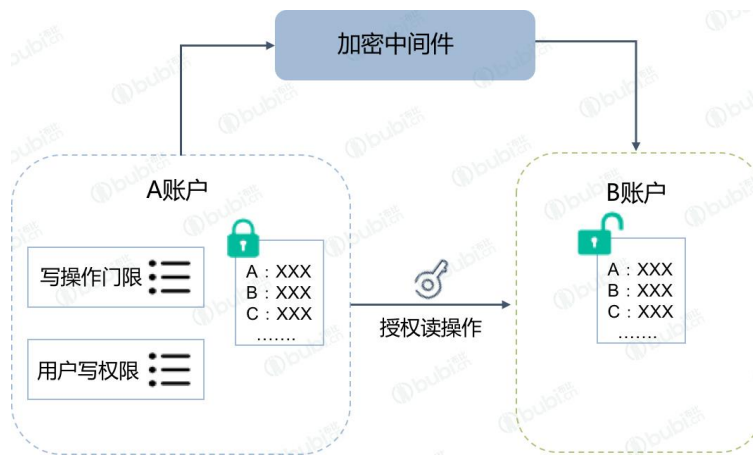 加密中间件
A账户
B账户
写操作门限
用户写权限
A：XXX
B：XXX
C：XXX
.......
授权读操作
A：XXX
B：XXX
C：XXX
.......
bubi